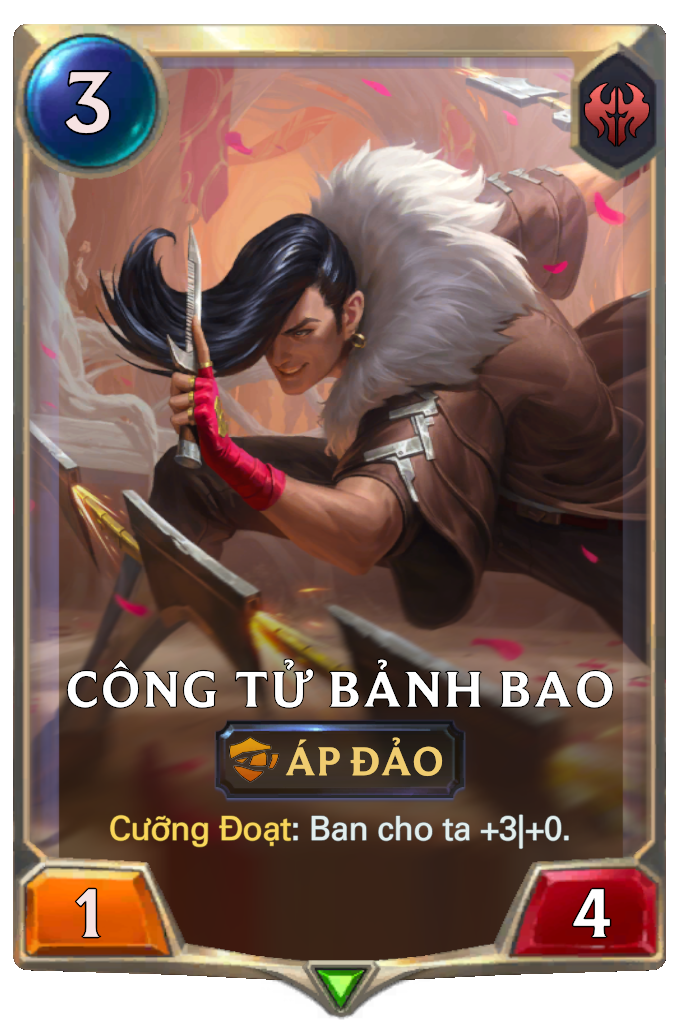 3
CÔNG TỬ BẢNH BAO
ÁP ĐẢO
Cưỡng Đoạt: Ban cho ta +3|+0.
1
4